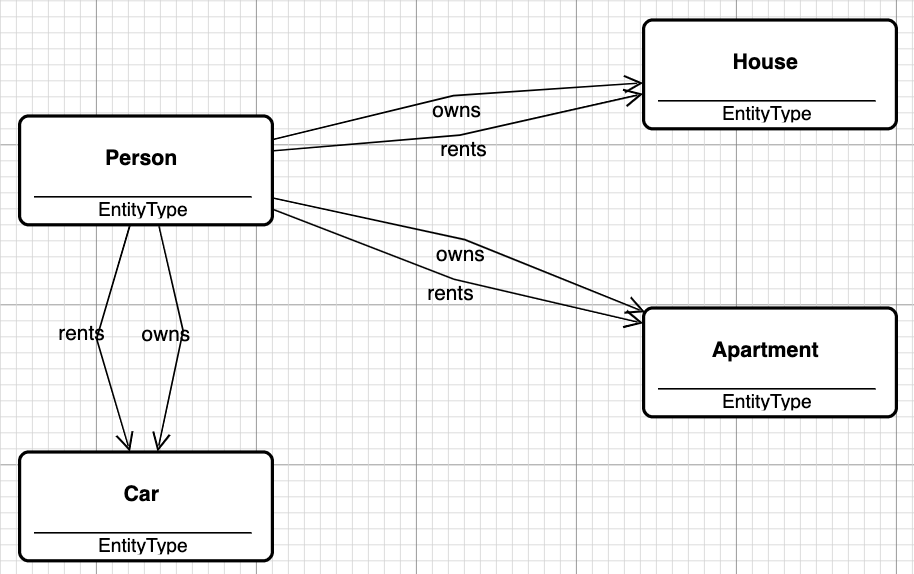 House
EntityType
owns
rents
Person
EntityType
owns
rents
rents
owns
Apartment
EntityType
Car
EntityType